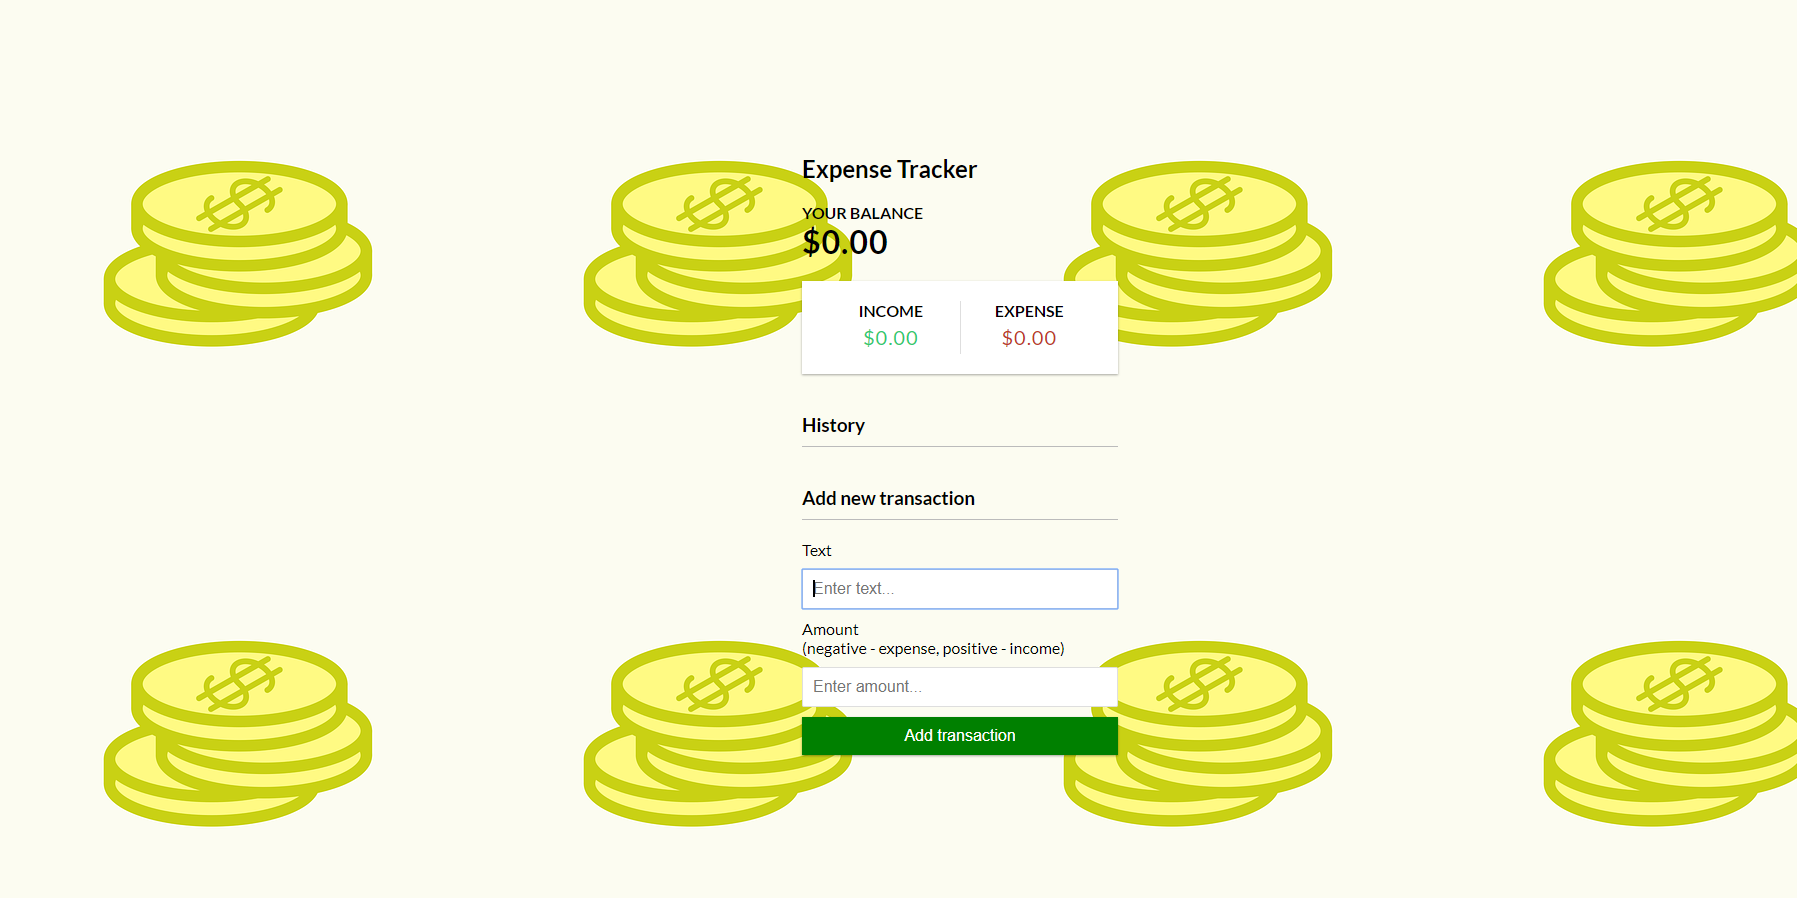 Expense Tracker
YOUR BALANCE
$0.00
INCOME
$0.00
EXPENSE
$0.00
History
Add new transaction
Text
Enter text...
Amount
(negative - expense, positive - income)
Enter amount...
Add transaction